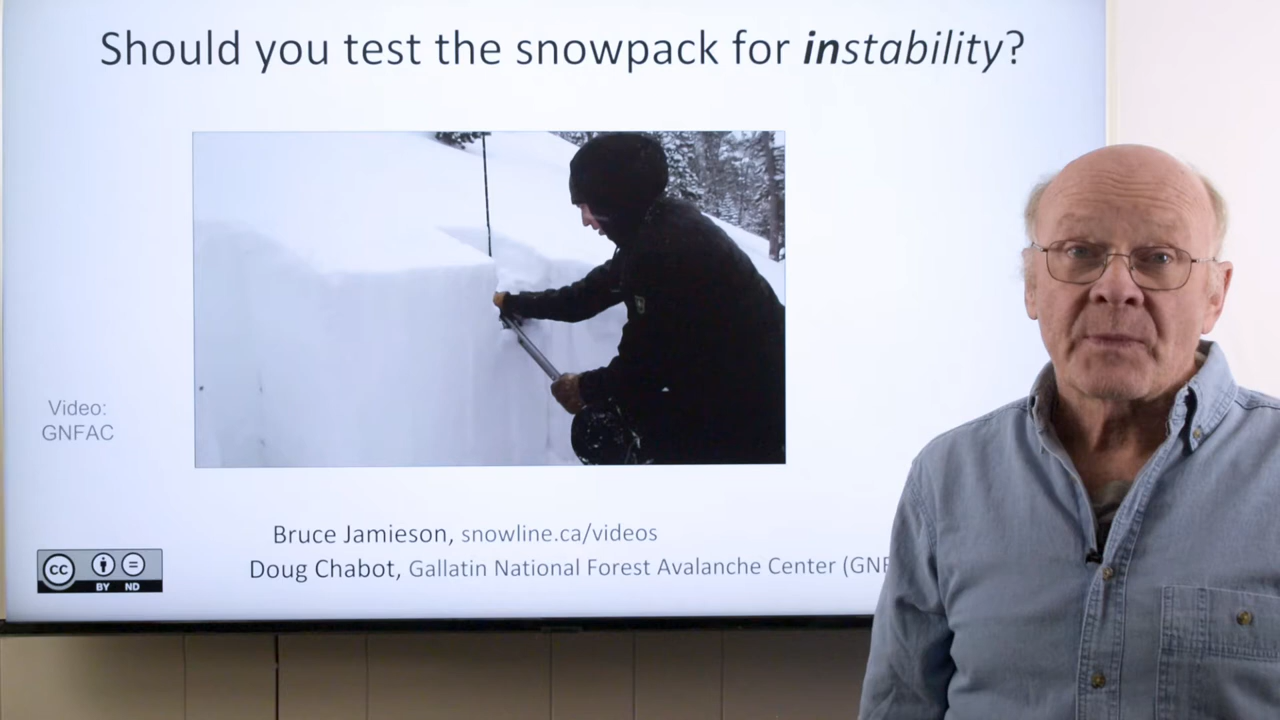 Should you test the snowpack for instability?
Video:
GNFAC
Bruce Jamieson, snowline.ca/videos
Doug Chabot, Gallatin National Forest Avalanche Center (GNF
cc
BY ND